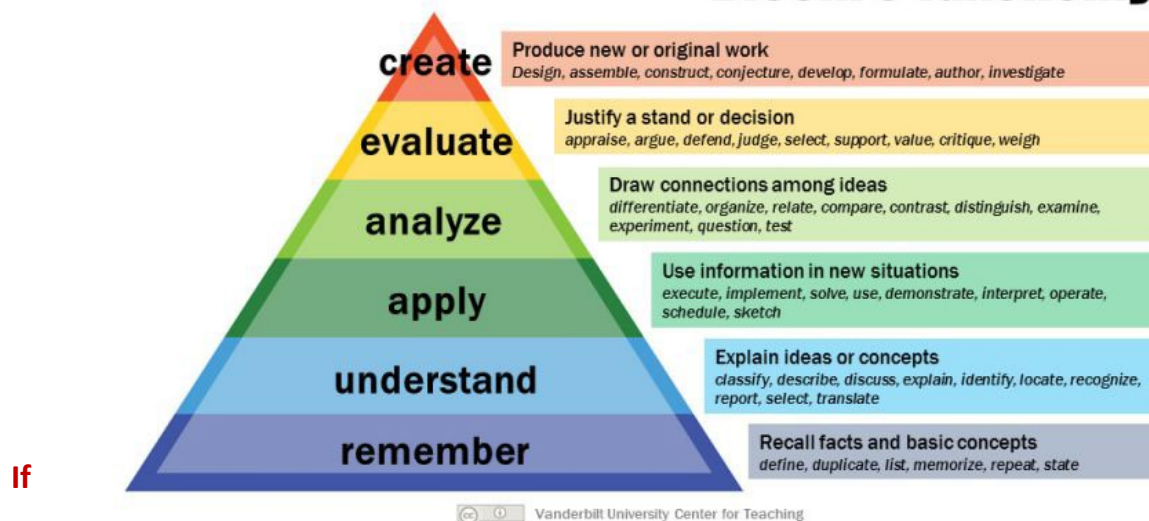 create
Produce new or original work
Design, assemble, construct, conjecture, develop, formulate, author, investigate
evaluate
Justify a stand or decision
appraise, argue, defend, judge, select, support, value, critique, weigh
analyze
Draw connections among ideas
differentiate, organize, relate, compare, contrast, distinguish, examine,
experiment, question, test
apply
Use information in new situations
execute, implement, solve, use, demonstrate, interpret, operate,
schedule, sketch
understand
Explain ideas or concepts
classify, describe, discuss, explain, identify, locate, recognize,
report, select, translate
remember
Recall facts and basic concepts
define, duplicate, list, memorize, repeat, state
If
cc Vanderbilt University Center for Teaching